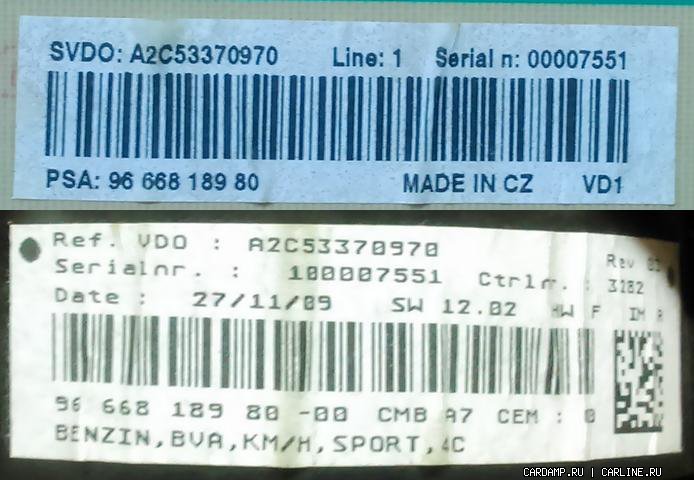 SVDO: A2C53370970 Line: 1 Serial n: 00007551
PSA: 96 668 189 80 MADE IN CZ VD1
Ref. VDO : A2C53370970 Rev
Serialnr. : 100007551 Ctrlnr. : 3182
Date : 27/11/09 SW 12.02 HW F IM R
96 668 189 80 -00 CMB A7 CEM : 0
BENZIN,BVA,KM/H,SPORT,4C
CARDAMP.RU | CARLINE.RU